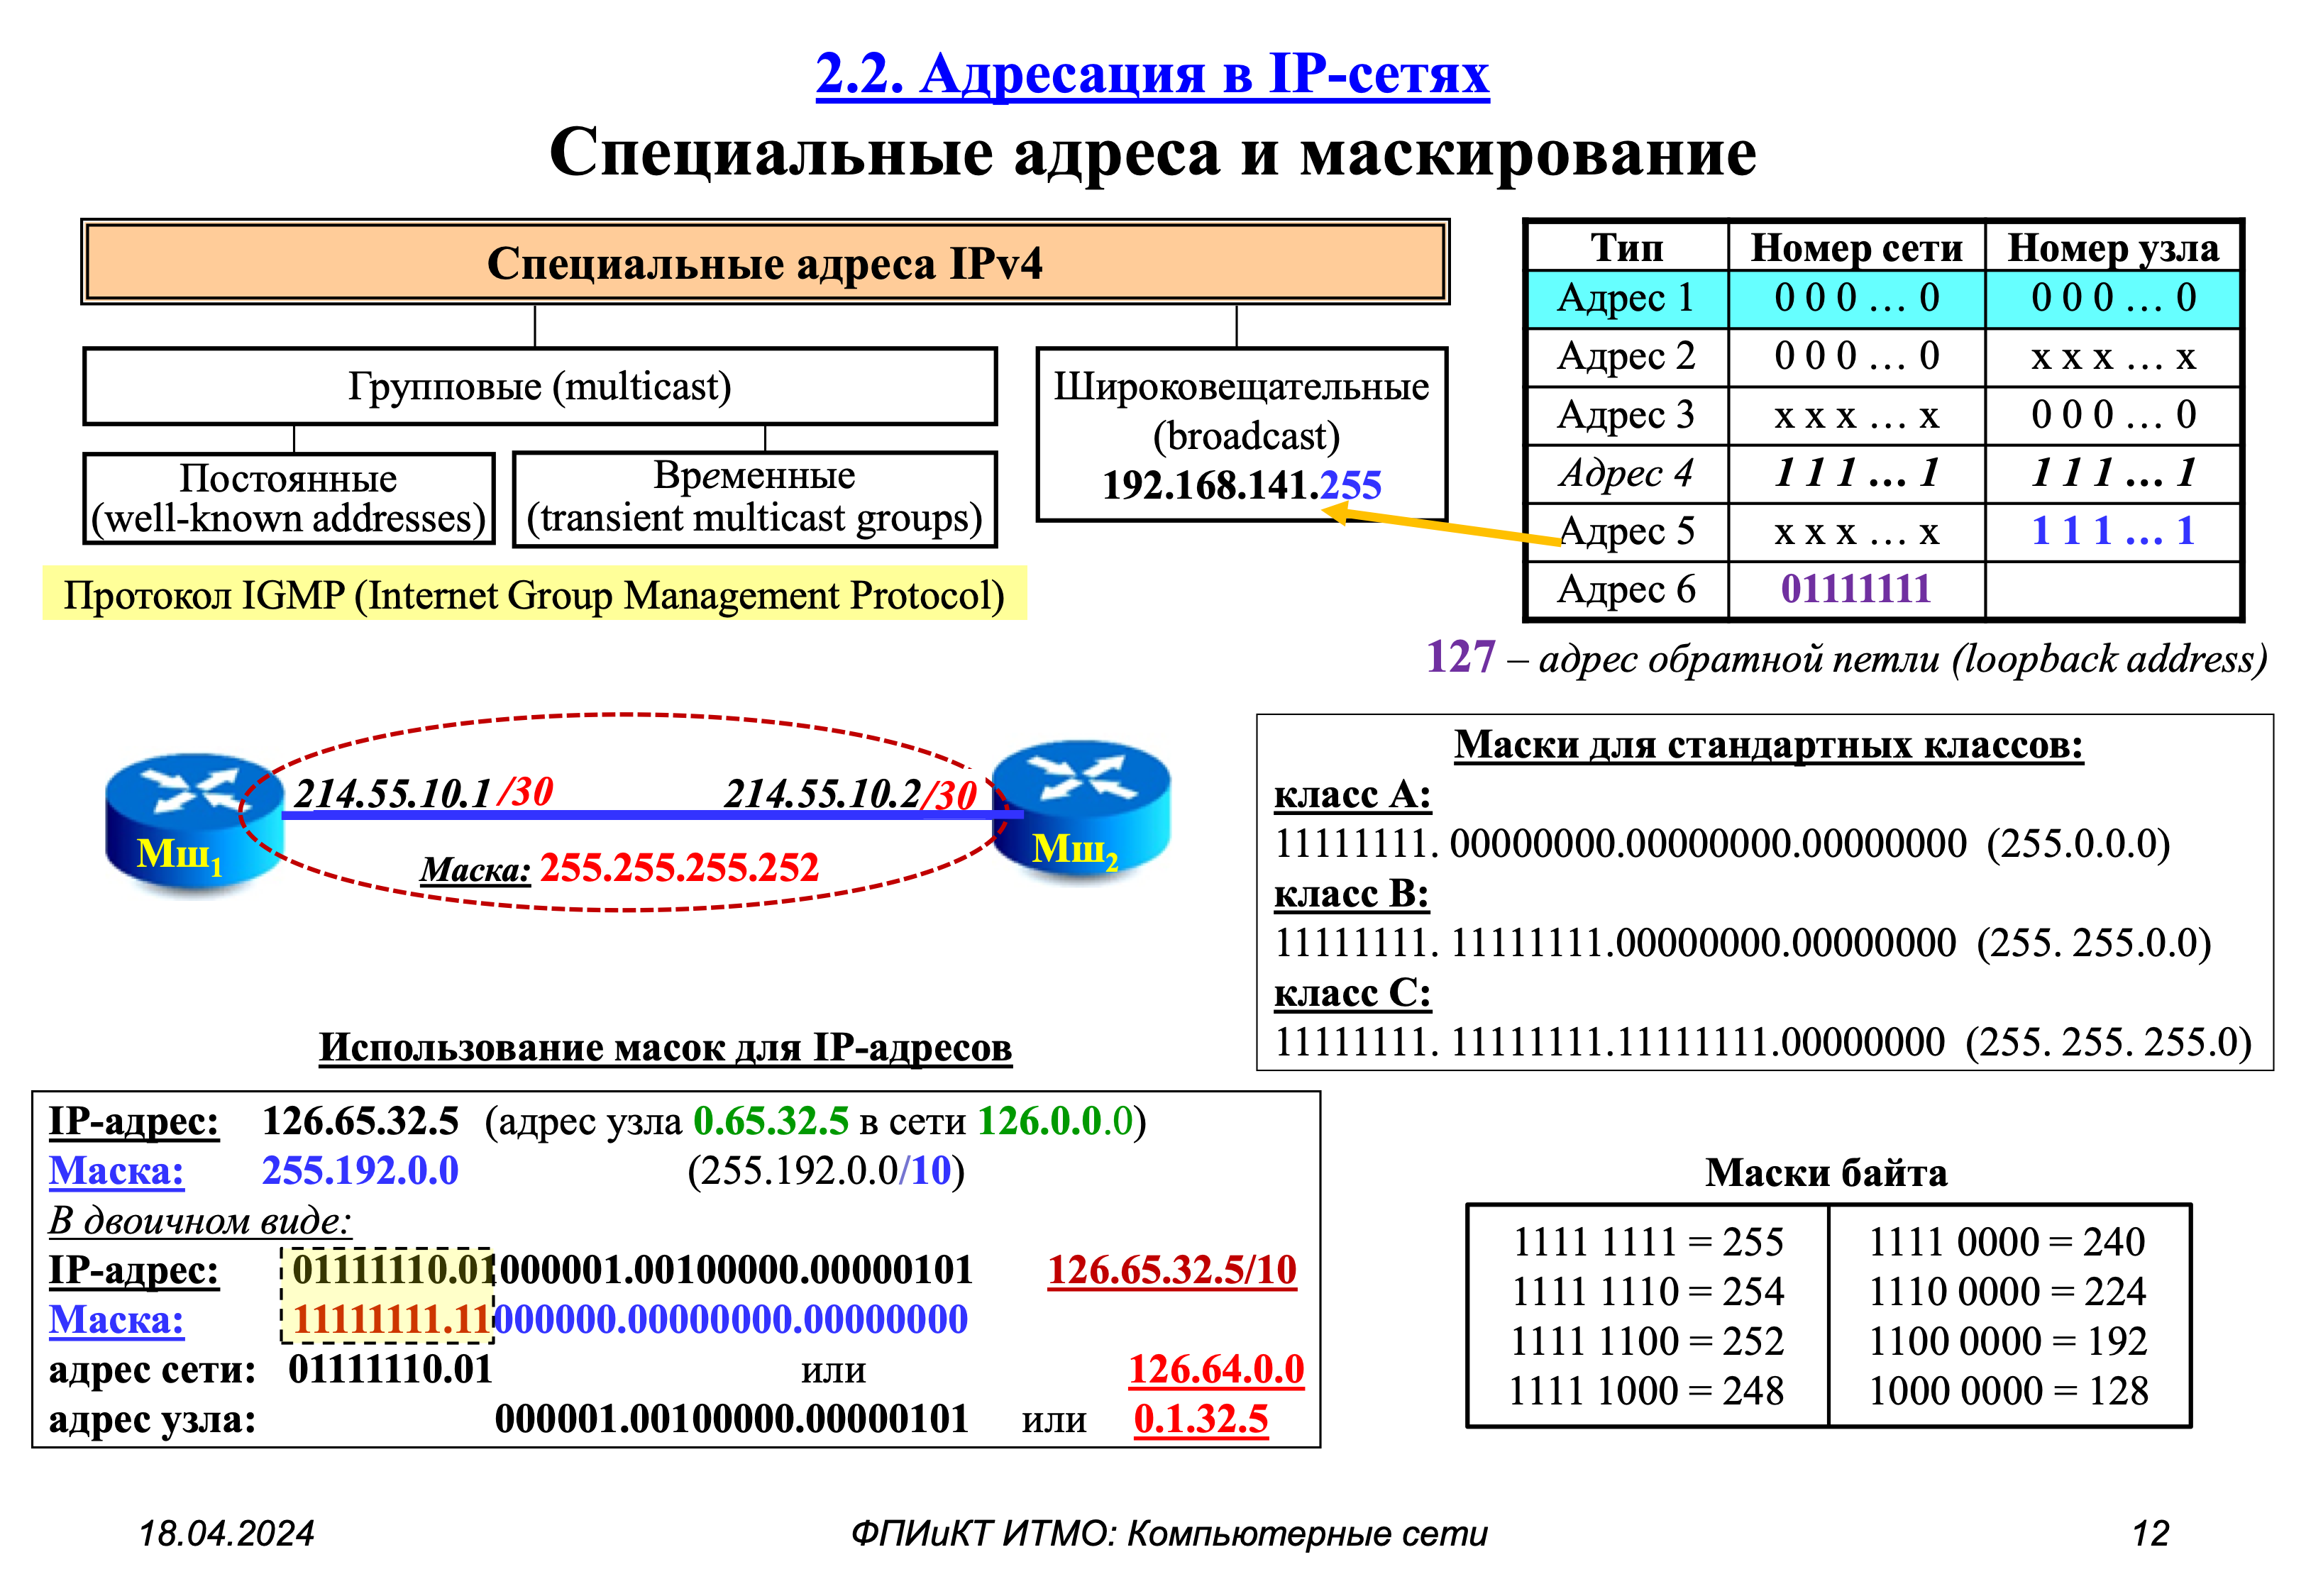 2.2. Адресация в IP-сетях
Специальные адреса и маскирование
Специальные адреса IPv4
Групповые (multicast)
Постоянные
(well-known addresses)
Временные
(transient multicast groups)
Широковещательные
(broadcast)
192.168.141.255
Протокол IGMP (Internet Group Management Protocol)
Тип Номер сети Номер узла
Адрес 1 0 0 0 … 0 0 0 0 … 0
Адрес 2 0 0 0 … 0 x x x … x
Адрес 3 x x x … x 0 0 0 … 0
Адрес 4 1 1 1 … 1 1 1 1 … 1
Адрес 5 x x x … x 1 1 1 … 1
Адрес 6 01111111
127 – адрес обратной петли (loopback address)
214.55.10.1 /30 214.55.10.2/30
Мш1 Мш2
Маска: 255.255.255.252
Маски для стандартных классов:
класс А:
11111111. 00000000.00000000.00000000 (255.0.0.0)
класс В:
11111111. 11111111.00000000.00000000 (255. 255.0.0)
класс С:
11111111. 11111111.11111111.00000000 (255. 255. 255.0)
Использование масок для IP-адресов
IP-адрес: 126.65.32.5 (адрес узла 0.65.32.5 в сети 126.0.0.0)
Маска: 255.192.0.0 (255.192.0.0/10)
В двоичном виде:
IP-адрес: 01111110.01000001.00100000.00000101 126.65.32.5/10
Маска: 11111111.11000000.00000000.00000000
адрес сети: 01111110.01 или 126.64.0.0
адрес узла: 000001.00100000.00000101 или 0.1.32.5
Маски байта
1111 1111 = 255 1111 0000 = 240
1111 1110 = 254 1110 0000 = 224
1111 1100 = 252 1100 0000 = 192
1111 1000 = 248 1000 0000 = 128
18.04.2024 ФПИиКТ ИТМО: Компьютерные сети 12